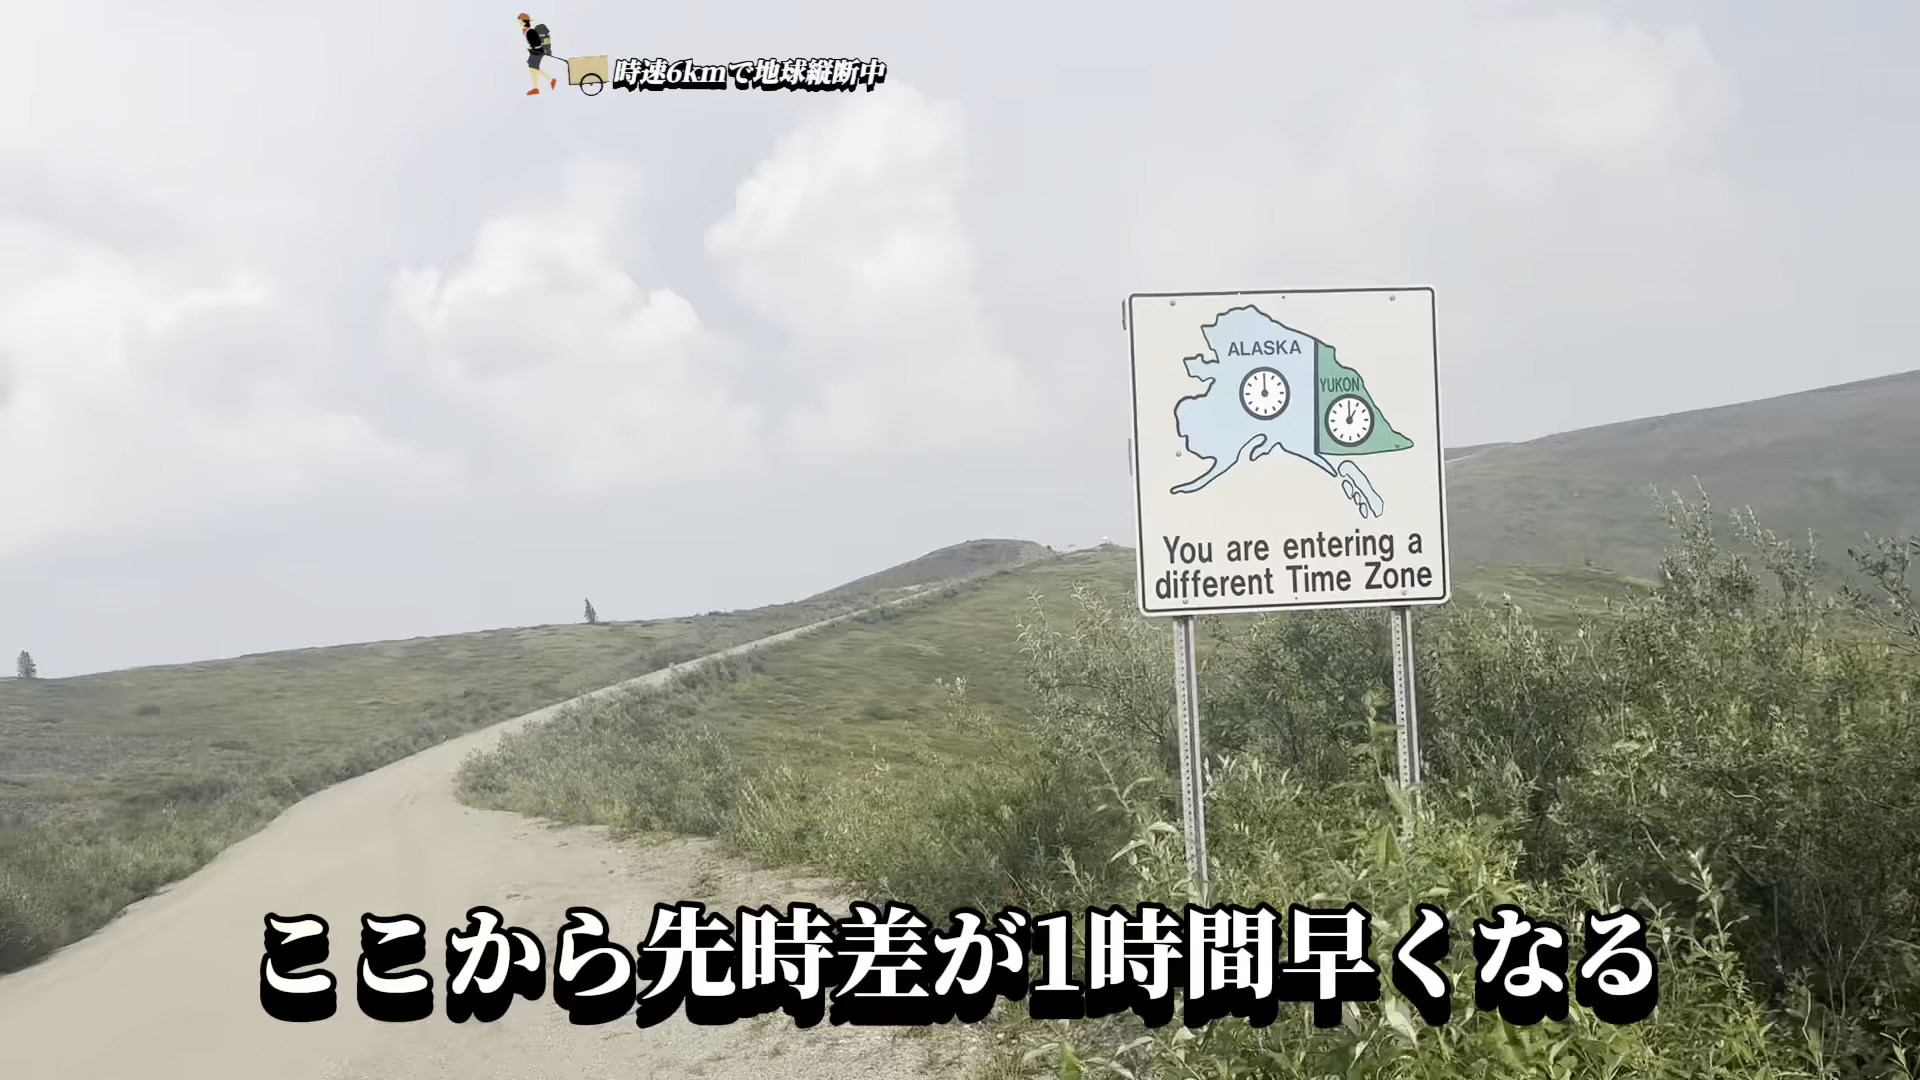 時速6kmで地球縦断中
ALASKA
YUKON
You are entering a
different Time Zone
ここから先時差が1時間早くなる